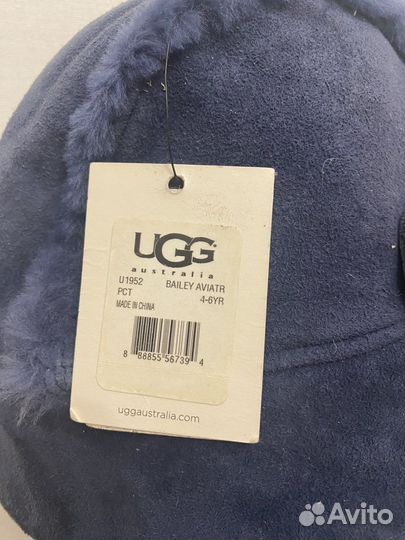 UGG
australia
U1952 BAILEY AVIATR
PCT 4-6YR
MADE IN CHINA
8 88855 56739 4
uggaustralia.com
Avito